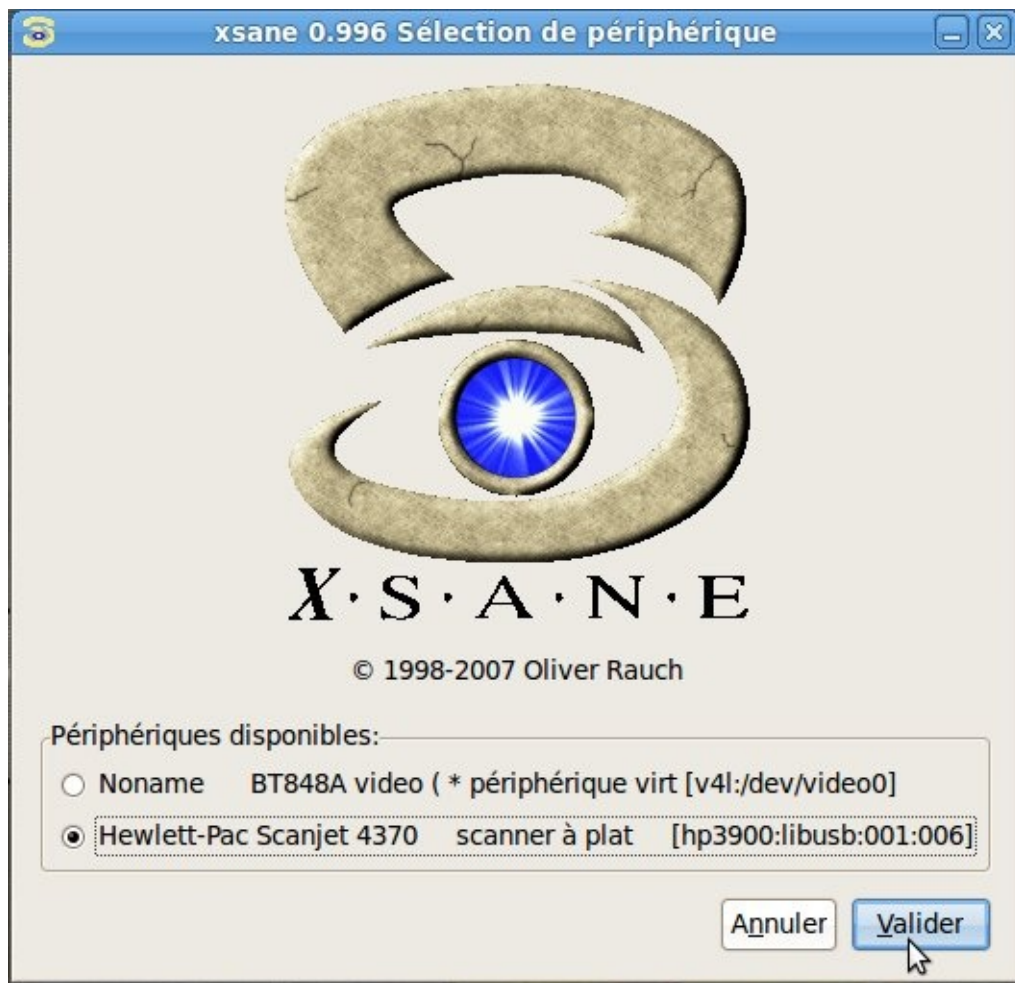 xsane 0.996 Sélection de périphérique
X·S·A·N·E
© 1998-2007 Oliver Rauch
Périphériques disponibles:
Noname BT848A video ( * périphérique virt [v4l:/dev/video0]
Hewlett-Pac Scanjet 4370 scanner à plat [hp3900:libusb:001:006]
Annuler Valider